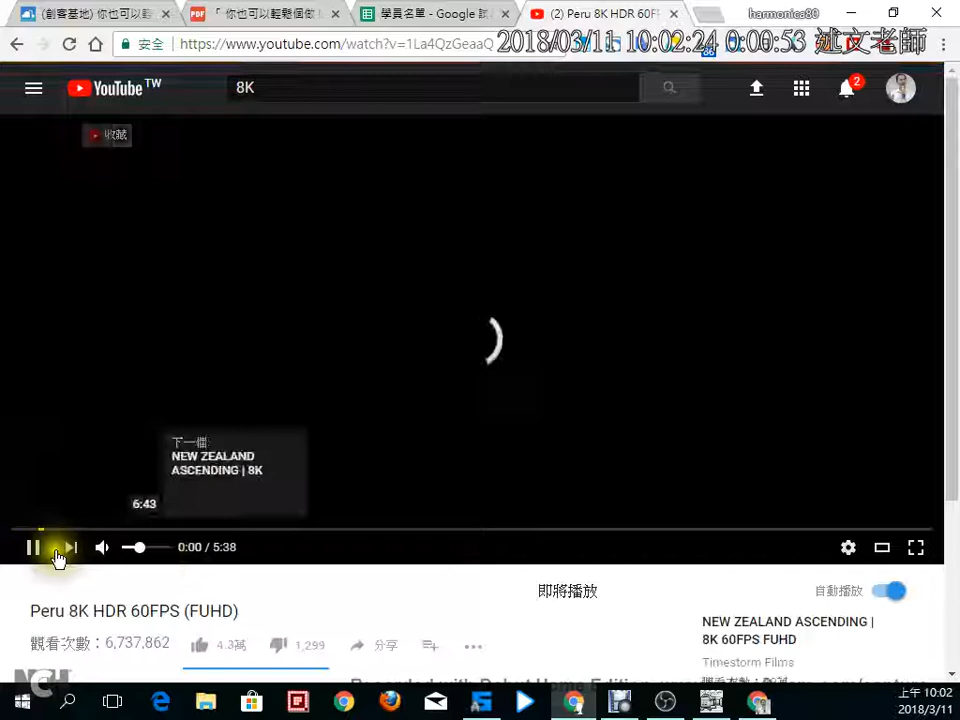 (創客基地) 你也可以輕
「 你也可以輕鬆個做
學員名單 - Google 試
(2) Peru 8K HDR 60F
harmonica80
安全
https://www.youtube.com/watch?v=1La4QzGeaaQ
2018/03/11 10:02:24 0:00:53 述文老師
YouTube TW
8K
2
收藏
下一個:
NEW ZEALAND
ASCENDING | 8K
6:43
0:00 / 5:38
Peru 8K HDR 60FPS (FUHD)
觀看次數：6,737,862
4.3萬
1,299
分享
即將播放
自動播放
NEW ZEALAND ASCENDING |
8K 60FPS FUHD
Timestorm Films
NCH
上午 10:02
2018/3/11